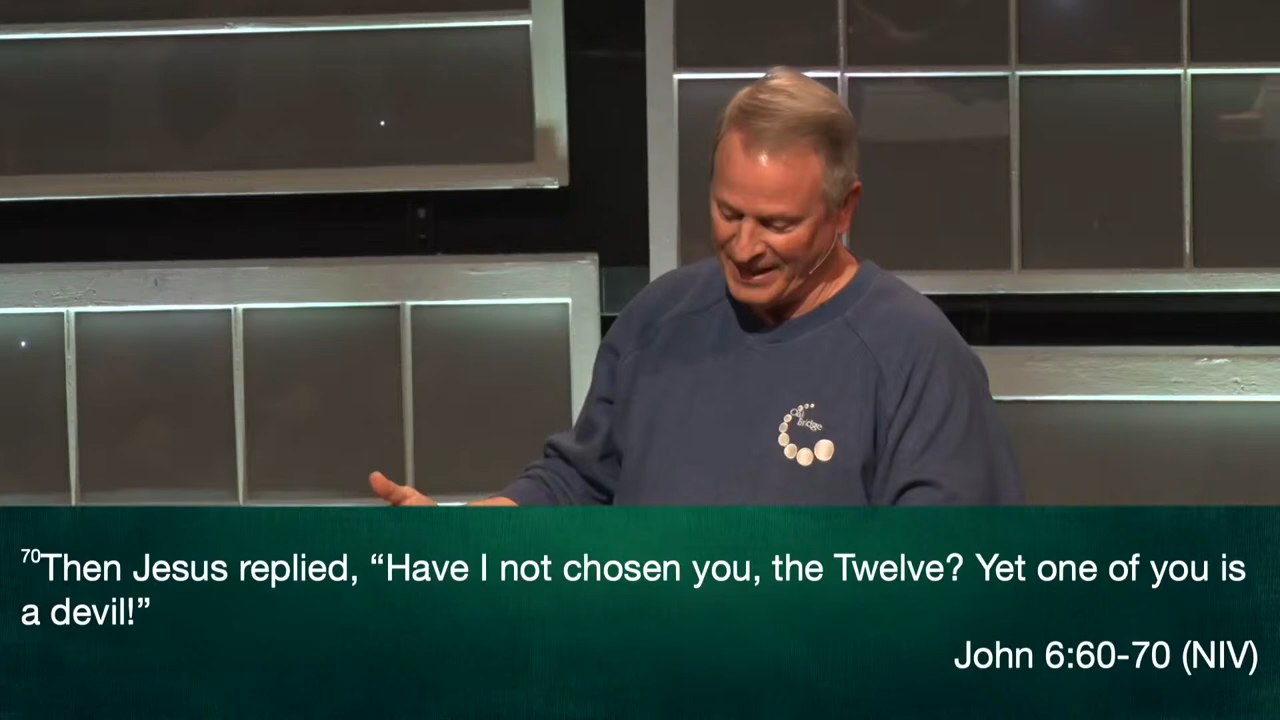 Bridge
70Then Jesus replied, “Have I not chosen you, the Twelve? Yet one of you is
a devil!”
John 6:60-70 (NIV)